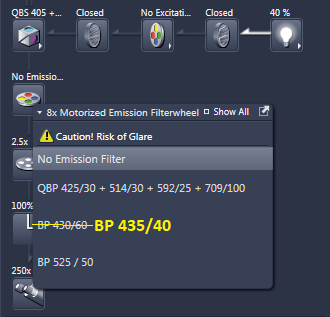 QBS 405 +... Closed No Excitati... Closed 40 %
No Emissio...
8x Motorized Emission Filterwheel Show All
Caution! Risk of Glare
No Emission Filter
2.5x
QBP 425/30 + 514/30 + 592/25 + 709/100
100%
BP 430/60 BP 435/40
BP 525 / 50
250x